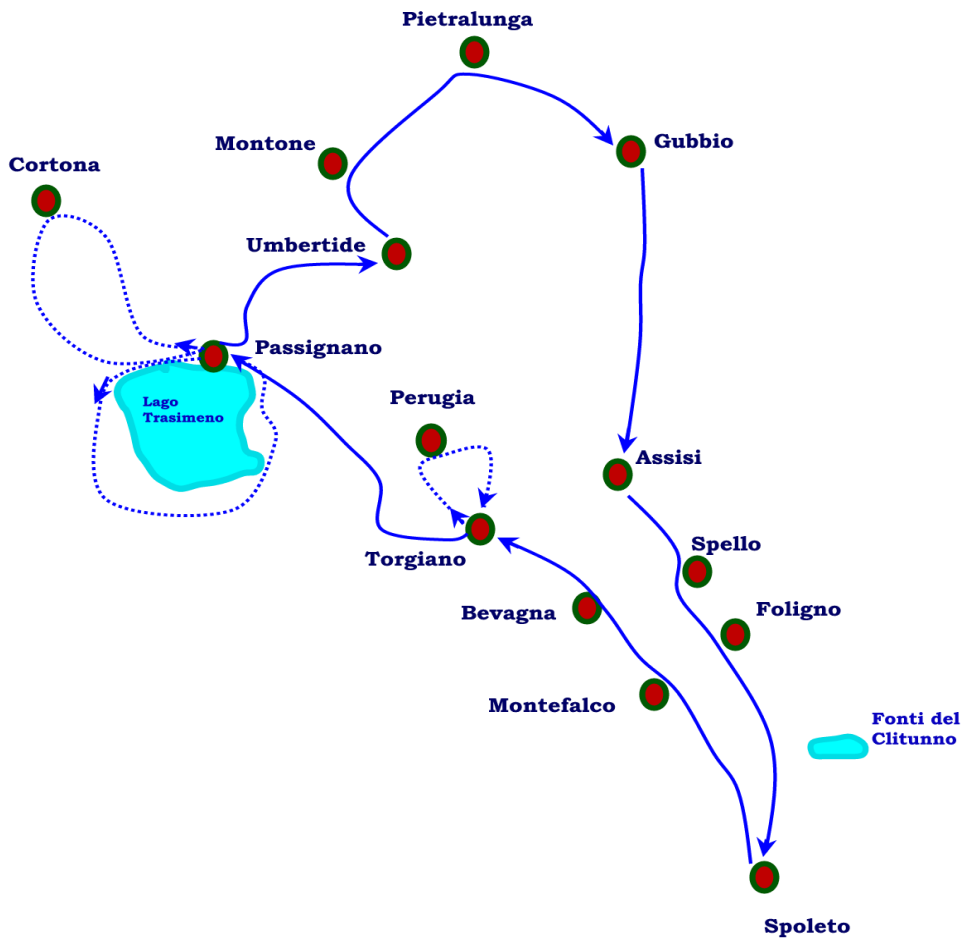 Pietralunga
Gubbio
Montone
Cortona
Umbertide
Passignano
Perugia
Lago
Trasimeno
Assisi
Spello
Torgiano
Foligno
Bevagna
Montefalco
Fonti del
Clitunno
Spoleto